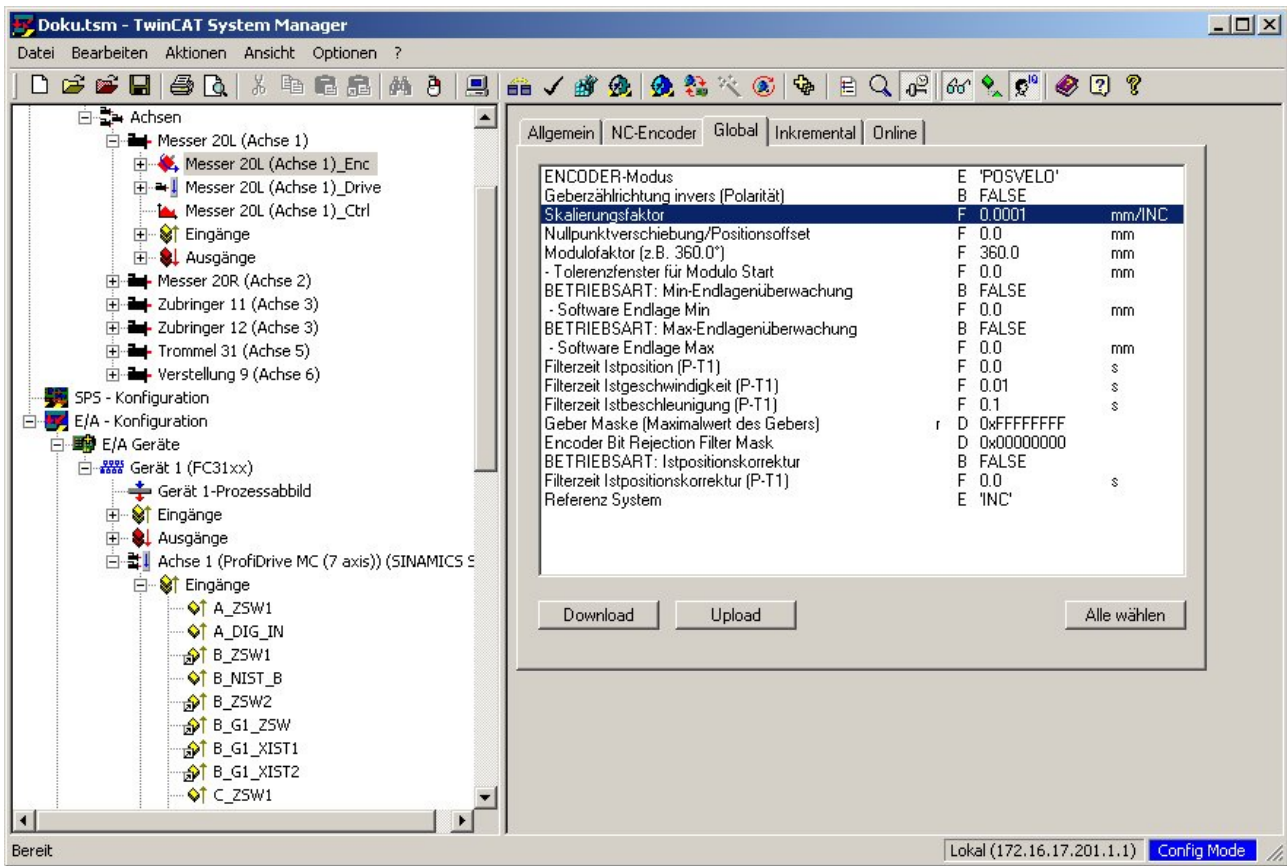 Doku.tsm - TwinCAT System Manager
Datei Bearbeiten Aktionen Ansicht Optionen ?
Achsen
Messer 20L (Achse 1)
Messer 20L (Achse 1)_Enc
Messer 20L (Achse 1)_Drive
Messer 20L (Achse 1)_Ctrl
Eingänge
Ausgänge
Messer 20R (Achse 2)
Zubringer 11 (Achse 3)
Zubringer 12 (Achse 3)
Trommel 31 (Achse 5)
Verstellung 9 (Achse 6)
SPS - Konfiguration
E/A - Konfiguration
E/A Geräte
Gerät 1 (FC31xx)
Gerät 1-Prozessabbild
Eingänge
Ausgänge
Achse 1 (ProfiDrive MC (7 axis)) (SINAMICS S
Eingänge
A_ZSW1
A_DIG_IN
B_ZSW1
B_NIST_B
B_ZSW2
B_G1_ZSW
B_G1_XIST1
B_G1_XIST2
C_ZSW1
Allgemein NC-Encoder Global Inkremental Online
ENCODER-Modus E 'POSVELO'
Geberzählrichtung invers (Polarität) B FALSE
Skalierungsfaktor F 0.0001 mm/INC
Nullpunktverschiebung/Positionsoffset F 0.0 mm
Modulofaktor (z.B. 360.0°) F 360.0 mm
- Tolerenzfenster für Modulo Start F 0.0 mm
BETRIEBSART: Min-Endlagenüberwachung B FALSE
- Software Endlage Min F 0.0 mm
BETRIEBSART: Max-Endlagenüberwachung B FALSE
- Software Endlage Max F 0.0 mm
Filterzeit Istposition (P-T1) F 0.0 s
Filterzeit Istgeschwindigkeit (P-T1) F 0.01 s
Filterzeit Istbeschleunigung (P-T1) F 0.1 s
Geber Maske (Maximalwert des Gebers) r D 0xFFFFFFFF
Encoder Bit Rejection Filter Mask D 0x00000000
BETRIEBSART: Istpositionskorrektur B FALSE
Filterzeit Istpositionskorrektur (P-T1) F 0.0 s
Referenz System E 'INC'
Download Upload Alle wählen
Bereit Lokal (172.16.17.201.1.1) Config Mode